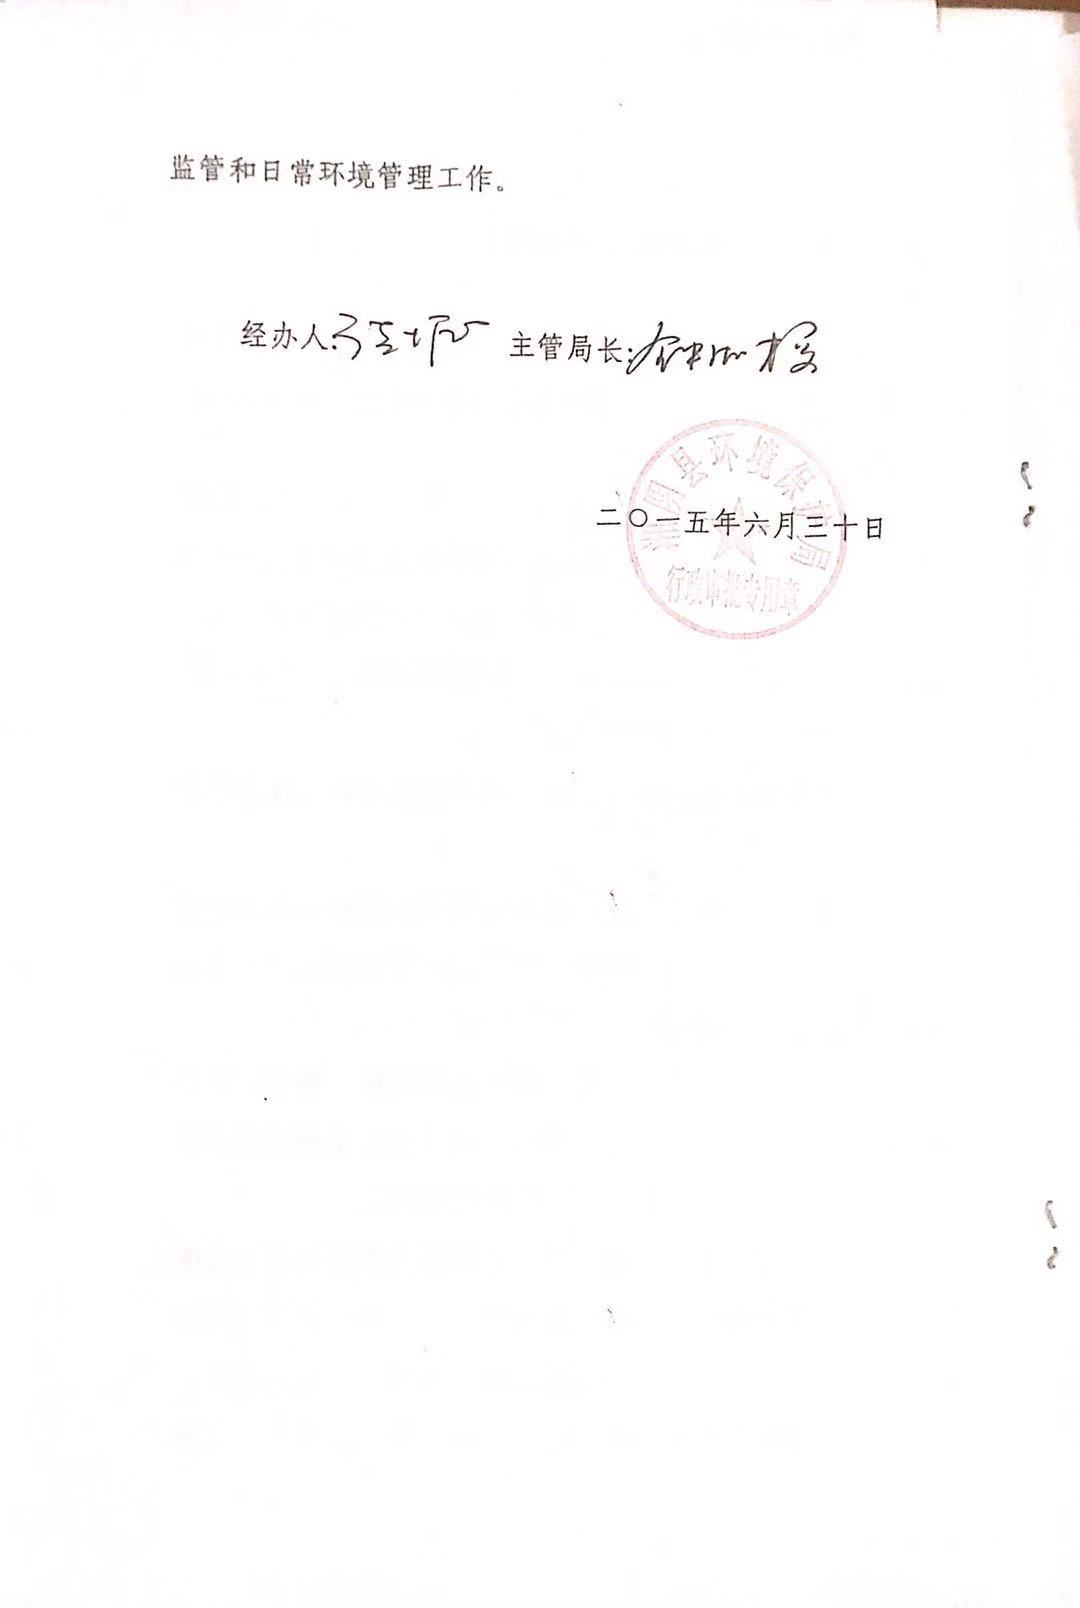 监管和日常环境管理工作。
经办人: 主管局长:
湘阴县环境保护局
二〇一五年六月三十日
行政审批专用章